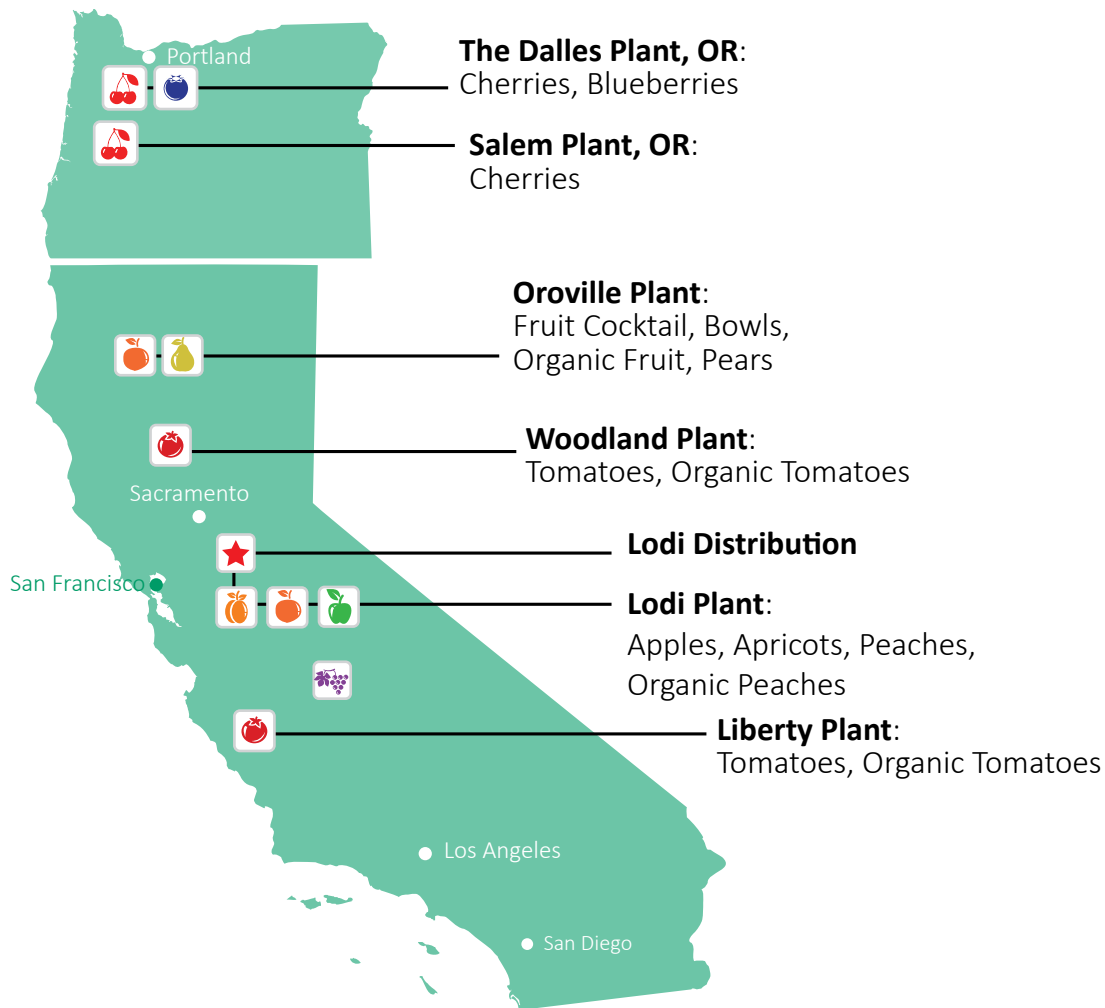 Portland
The Dalles Plant, OR:
Cherries, Blueberries
Salem Plant, OR:
Cherries
Oroville Plant:
Fruit Cocktail, Bowls,
Organic Fruit, Pears
Woodland Plant:
Tomatoes, Organic Tomatoes
Sacramento
Lodi Distribution
San Francisco
Lodi Plant:
Apples, Apricots, Peaches,
Organic Peaches
Liberty Plant:
Tomatoes, Organic Tomatoes
Los Angeles
San Diego